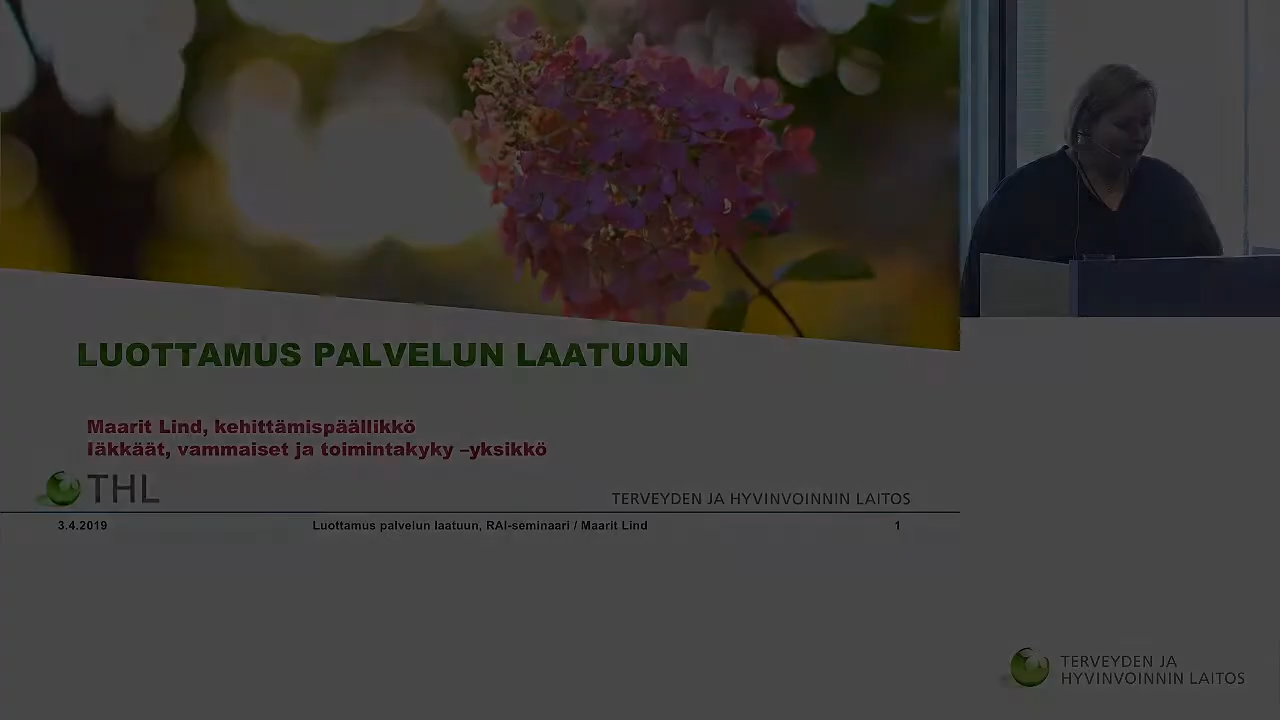 LUOTTAMUS PALVELUN LAATUUN
Maarit Lind, kehittämispäällikkö
Iäkkäät, vammaiset ja toimintakyky –yksikkö
THL
TERVEYDEN JA HYVINVOINNIN LAITOS
3.4.2019
Luottamus palvelun laatuun, RAI-seminaari / Maarit Lind
1
TERVEYDEN JA
HYVINVOINNIN LAITOS